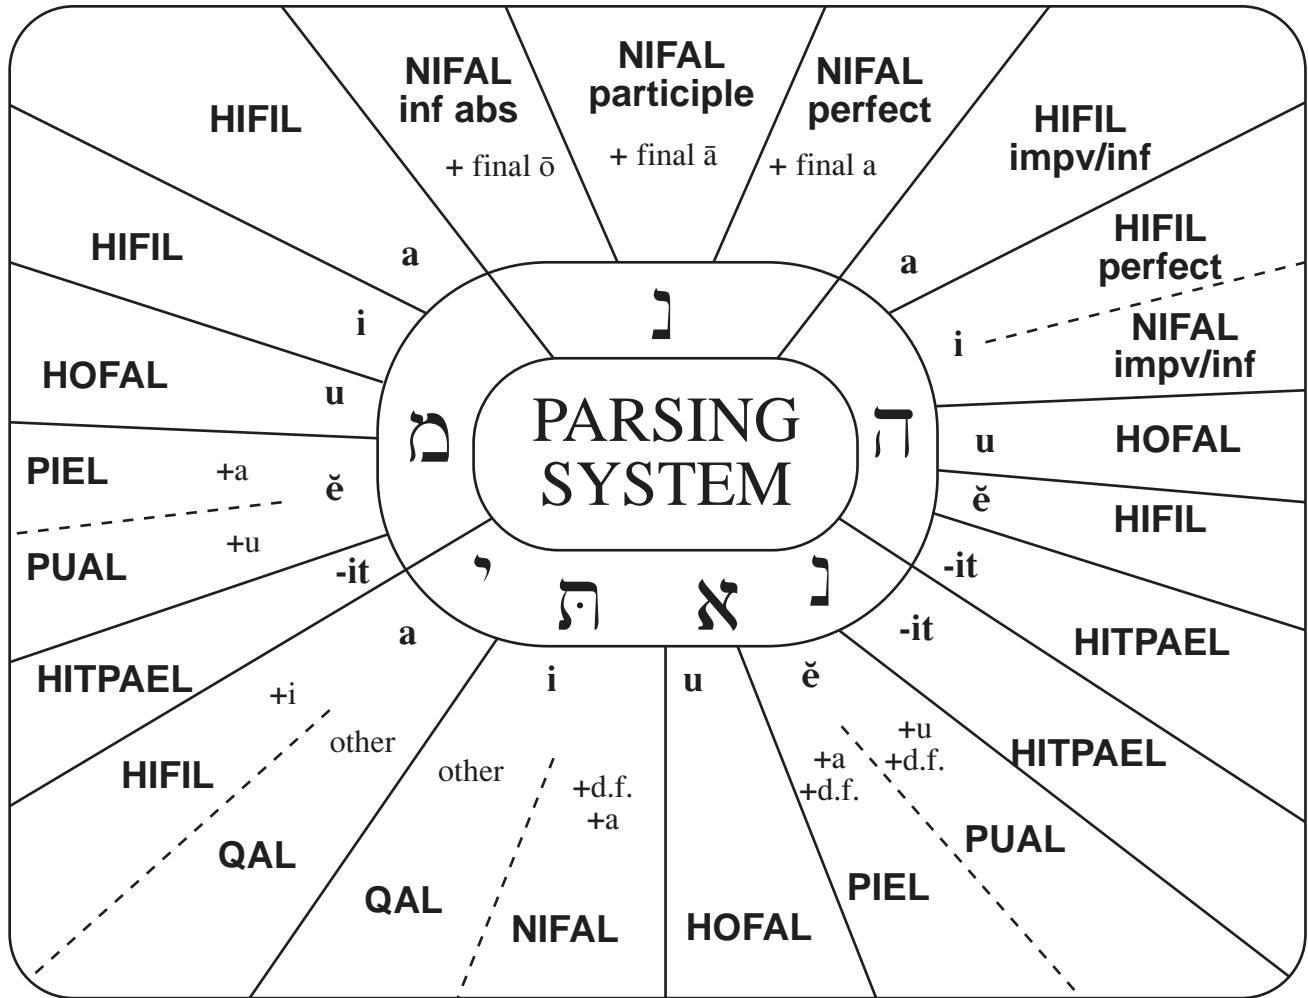 NIFAL
inf abs
+ final ō
NIFAL
participle
+ final ā
NIFAL
perfect
+ final a
HIFIL
impv/inf
a
HIFIL
perfect
i
NIFAL
impv/inf
HOFAL
u
HIFIL
ĕ
HITPAEL
-it
HITPAEL
-it
PUAL
+u
+d.f.
ĕ
PIEL
+a
+d.f.
HOFAL
u
NIFAL
+d.f.
+a
i
QAL
other
QAL
other
a
HIFIL
+i
HITPAEL
-it
PUAL
+u
ĕ
PIEL
+a
HOFAL
u
HIFIL
i
HIFIL
a
נ
מ
ה
PARSING
SYSTEM
י
תּ
א
נ